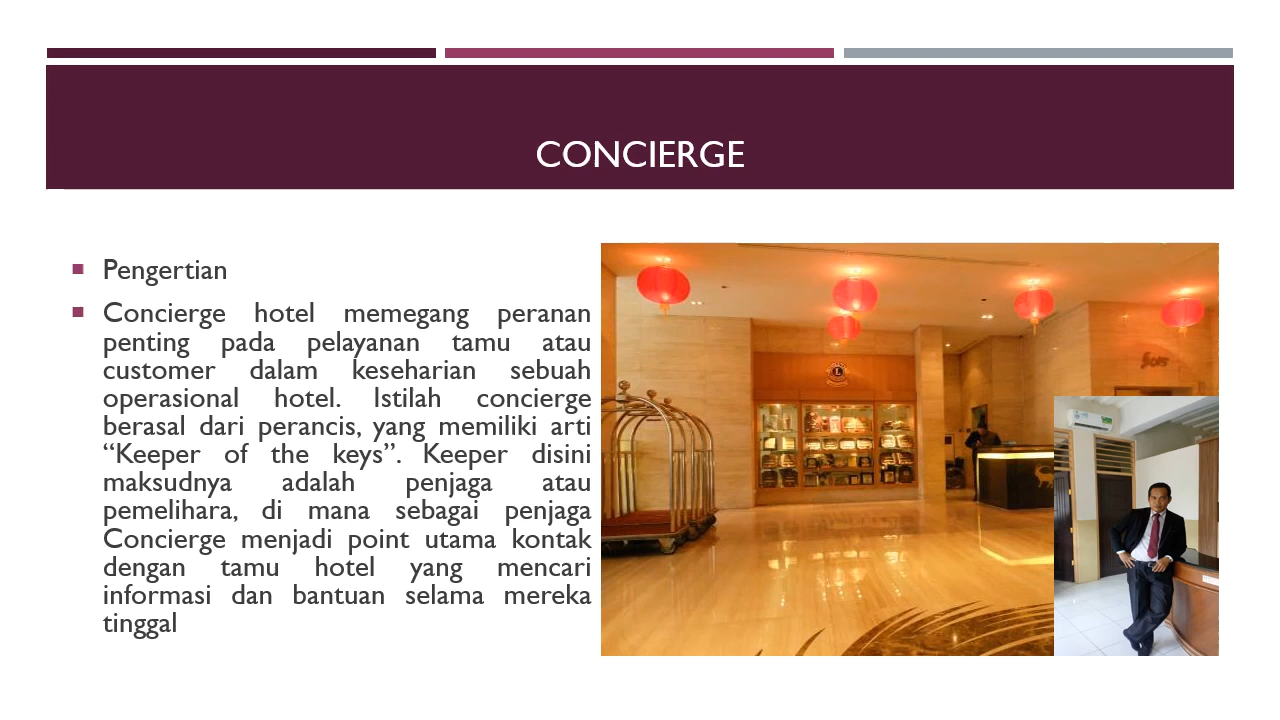 CONCIERGE
Pengertian
Concierge hotel memegang peranan
penting pada pelayanan tamu atau
customer dalam keseharian sebuah
operasional hotel. Istilah concierge
berasal dari perancis, yang memiliki arti
“Keeper of the keys”. Keeper disini
maksudnya adalah penjaga atau
pemelihara, di mana sebagai penjaga
Concierge menjadi point utama kontak
dengan tamu hotel yang mencari
informasi dan bantuan selama mereka
tinggal